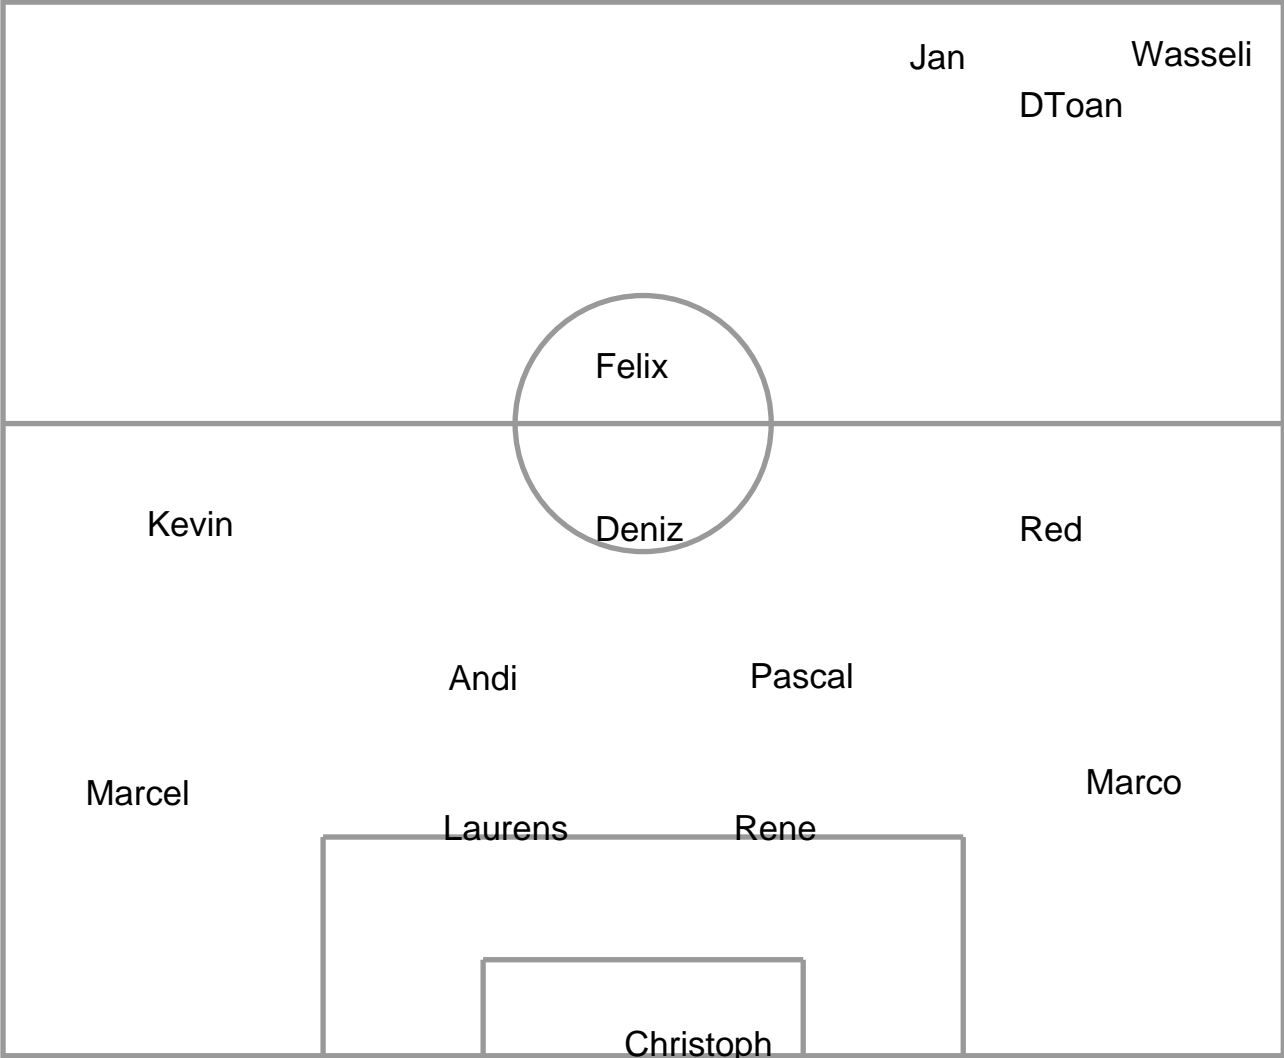 Jan
Wasseli
DToan
Felix
Kevin
Deniz
Red
Andi
Pascal
Marcel
Marco
Laurens
Rene
Christoph